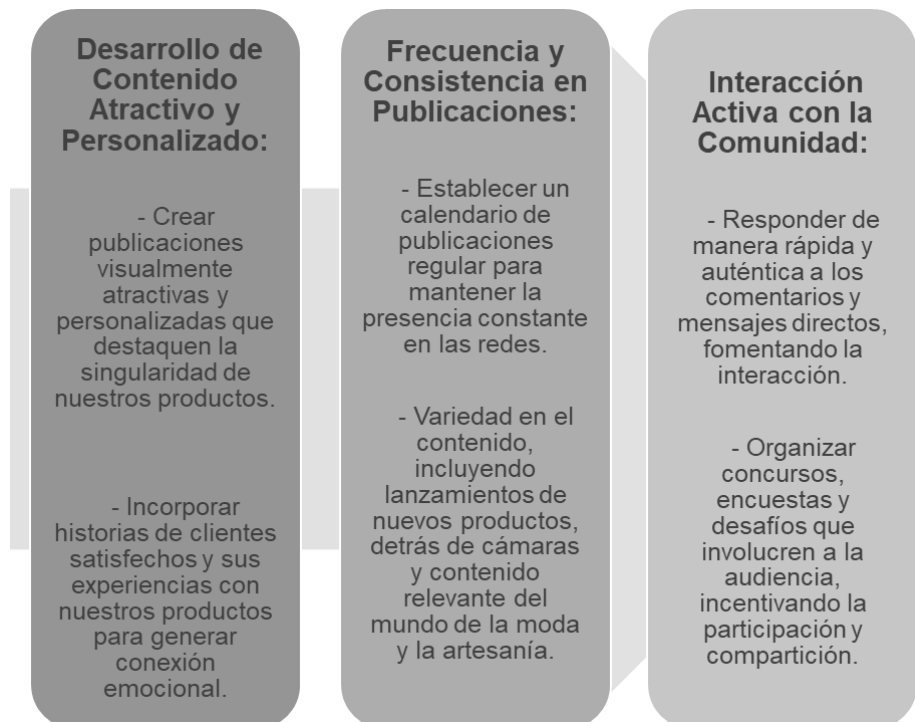 Desarrollo de
Contenido
Atractivo y
Personalizado:
- Crear
publicaciones
visualmente
atractivas y
personalizadas que
destaquen la
singularidad de
nuestros productos.
- Incorporar
historias de clientes
satisfechos y sus
experiencias con
nuestros productos
para generar
conexión
emocional.
Frecuencia y
Consistencia en
Publicaciones:
- Establecer un
calendario de
publicaciones
regular para
mantener la
presencia constante
en las redes.
- Variedad en el
contenido,
incluyendo
lanzamientos de
nuevos productos,
detrás de cámaras
y contenido
relevante del
mundo de la moda
y la artesanía.
Interacción
Activa con la
Comunidad:
- Responder de
manera rápida y
auténtica a los
comentarios y
mensajes directos,
fomentando la
interacción.
- Organizar
concursos,
encuestas y
desafíos que
involucren a la
audiencia,
incentivando la
participación y
compartición.